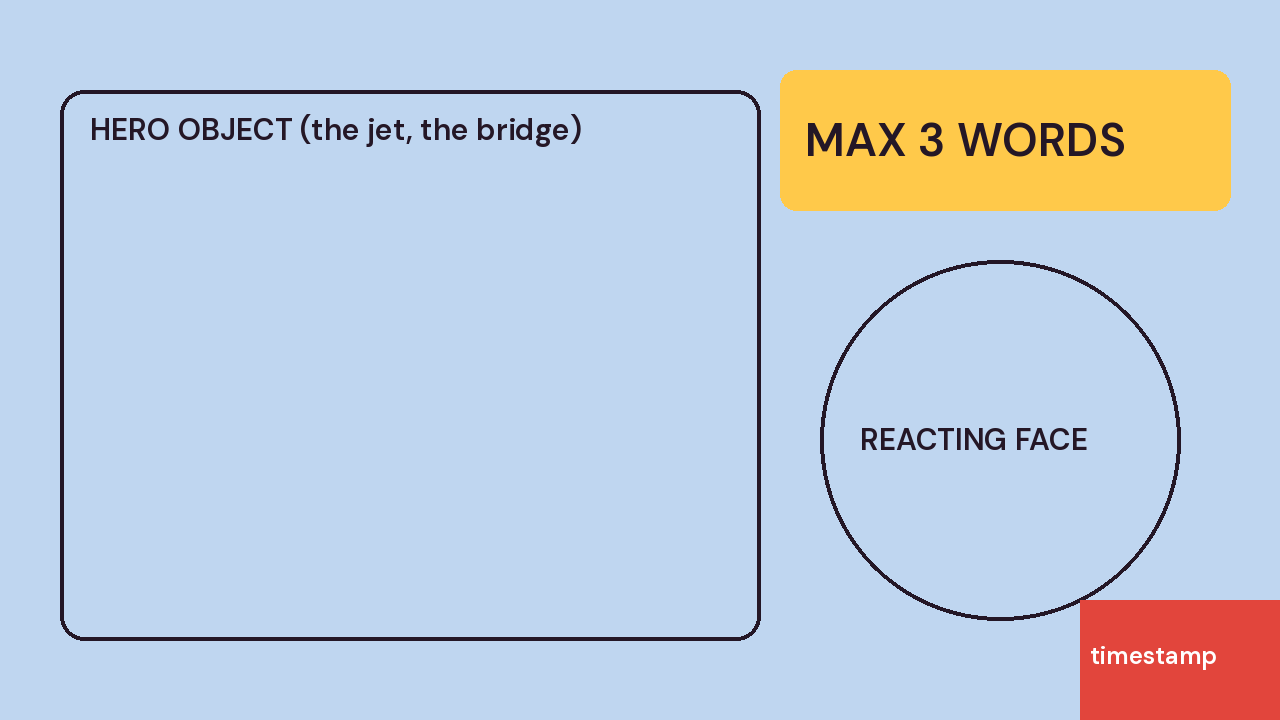 HERO OBJECT (the jet, the bridge)
MAX 3 WORDS
REACTING FACE
timestamp